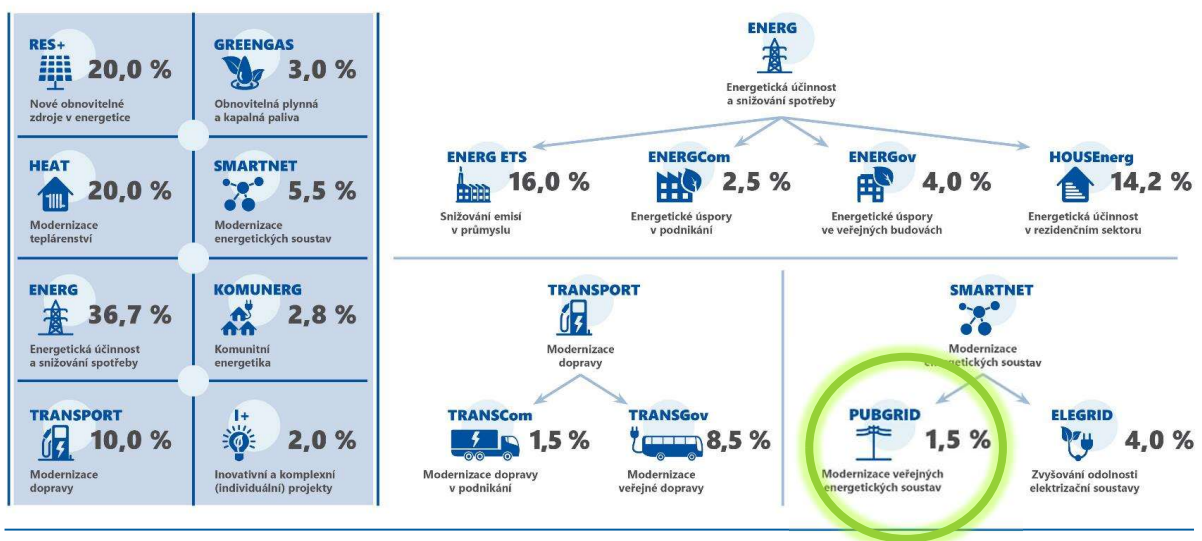 RES+
20,0 %
Nové obnovitelné
zdroje v energetice
GREENGAS
3,0 %
Obnovitelná plynná
a kapalná paliva
HEAT
20,0 %
Modernizace
teplárenství
SMARTNET
5,5 %
Modernizace
energetických soustav
ENERG
36,7 %
Energetická účinnost
a snižování spotřeby
KOMUNERG
2,8 %
Komunitní
energetika
TRANSPORT
10,0 %
Modernizace
dopravy
I+
2,0 %
Inovativní a komplexní
(individuální) projekty
ENERG
Energetická účinnost
a snižování spotřeby
ENERG ETS
16,0 %
Snižování emisí
v průmyslu
ENERGCom
2,5 %
Energetické úspory
v podnikání
ENERGov
4,0 %
Energetické úspory
ve veřejných budovách
HOUSEnerg
14,2 %
Energetická účinnost
v rezidenčním sektoru
TRANSPORT
Modernizace
dopravy
TRANSCom
1,5 %
Modernizace dopravy
v podnikání
TRANSGov
8,5 %
Modernizace
veřejné dopravy
SMARTNET
Modernizace
energetických soustav
PUBGRID
1,5 %
Modernizace veřejných
energetických soustav
ELEGRID
4,0 %
Zvyšování odolnosti
elektrizační soustavy